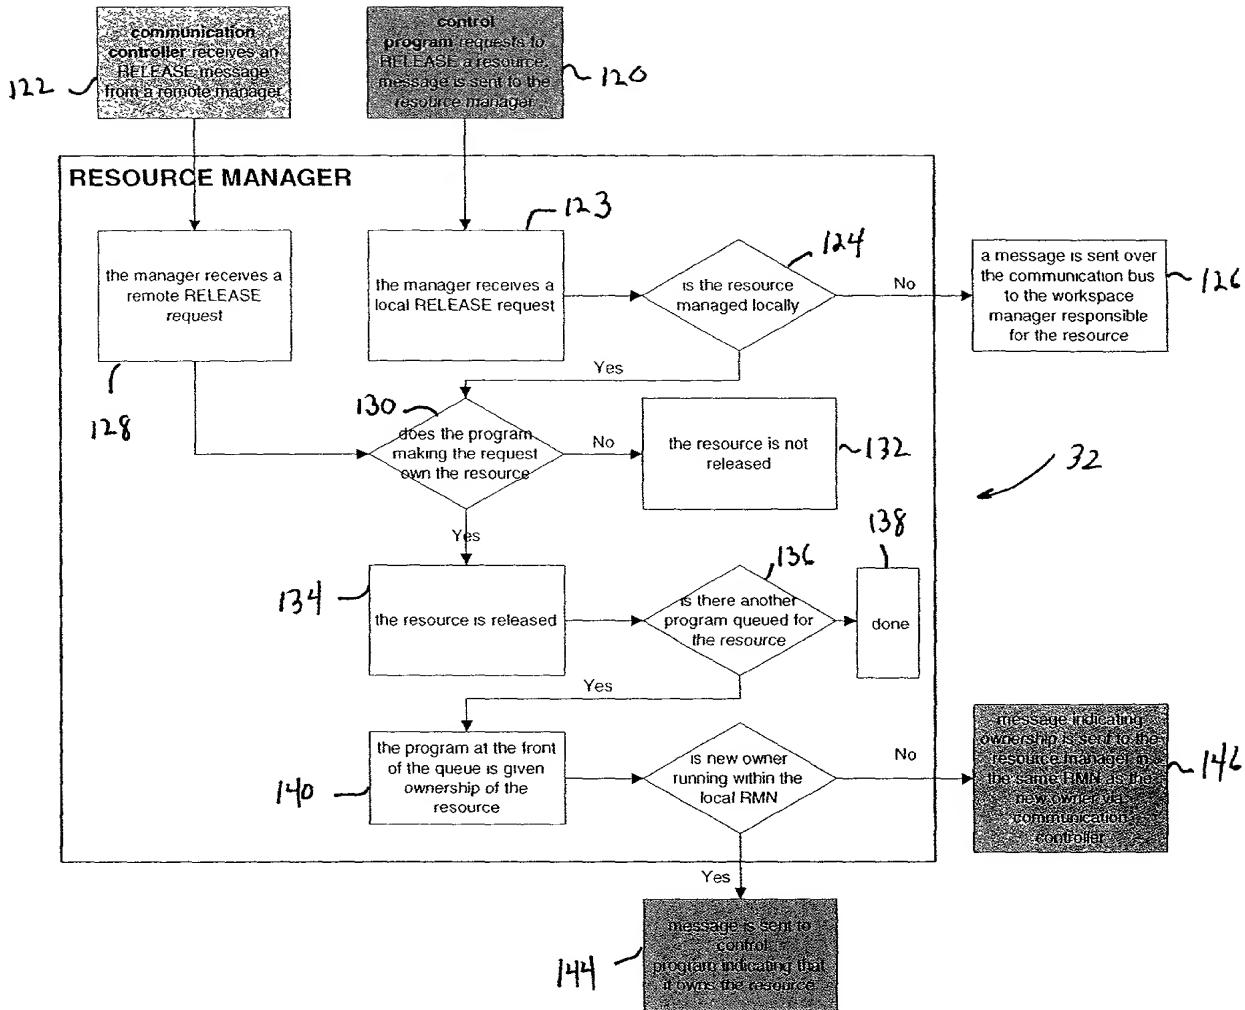 communication
controller receives an
RELEASE message
from a remote manager
122
control
program requests to
RELEASE a resource,
message is sent to the
resource manager
120
RESOURCE MANAGER
the manager receives a
remote RELEASE
request
128
the manager receives a
local RELEASE request
123
is the resource
managed locally
124
No
a message is sent over
the communication bus
to the workspace
manager responsible
for the resource
126
Yes
130
does the program
making the request
own the resource
No
the resource is not
released
132
32
Yes
134
the resource is released
136
is there another
program queued for
the resource
138
done
Yes
140
the program at the front
of the queue is given
ownership of the
resource
is new owner
running within the
local RMN
No
message indicating
ownership is sent to the
resource manager in
the same RMN as the
new owner via
communication
controller
146
Yes
144
message is sent to
control
program indicating that
it owns the resource